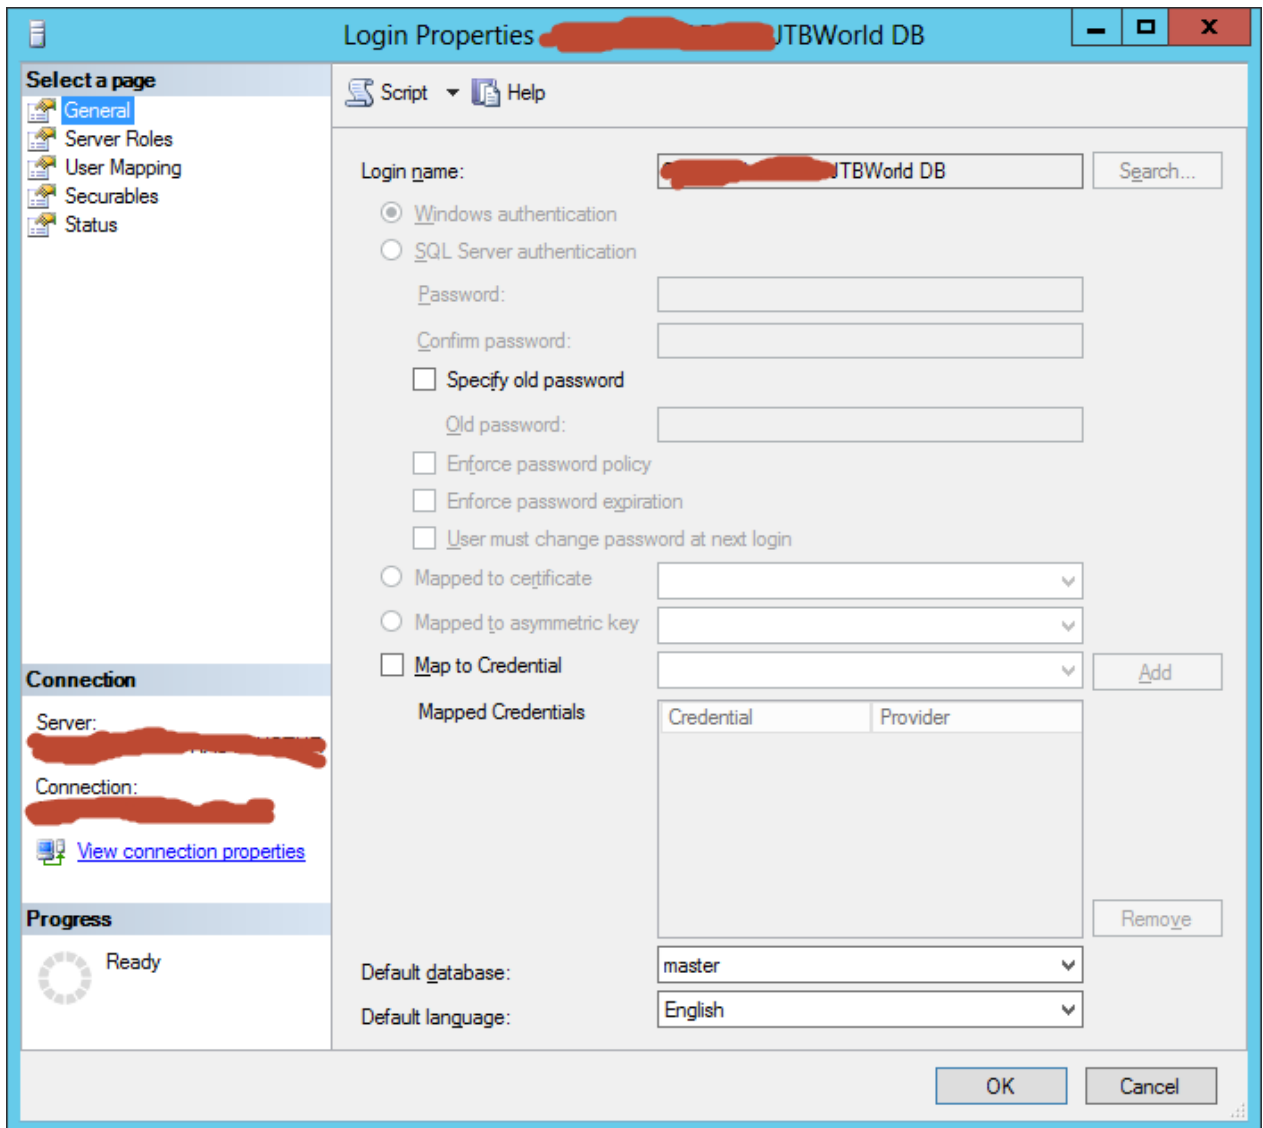 Login Properties JTBWorld DB
Select a page
General
Server Roles
User Mapping
Securables
Status
Script Help
Login name: JTBWorld DB Search...
Windows authentication
SQL Server authentication
Password:
Confirm password:
Specify old password
Old password:
Enforce password policy
Enforce password expiration
User must change password at next login
Mapped to certificate
Mapped to asymmetric key
Map to Credential Add
Mapped Credentials Credential Provider
Remove
Default database: master
Default language: English
Connection
Server:
Connection:
View connection properties
Progress
Ready
OK Cancel